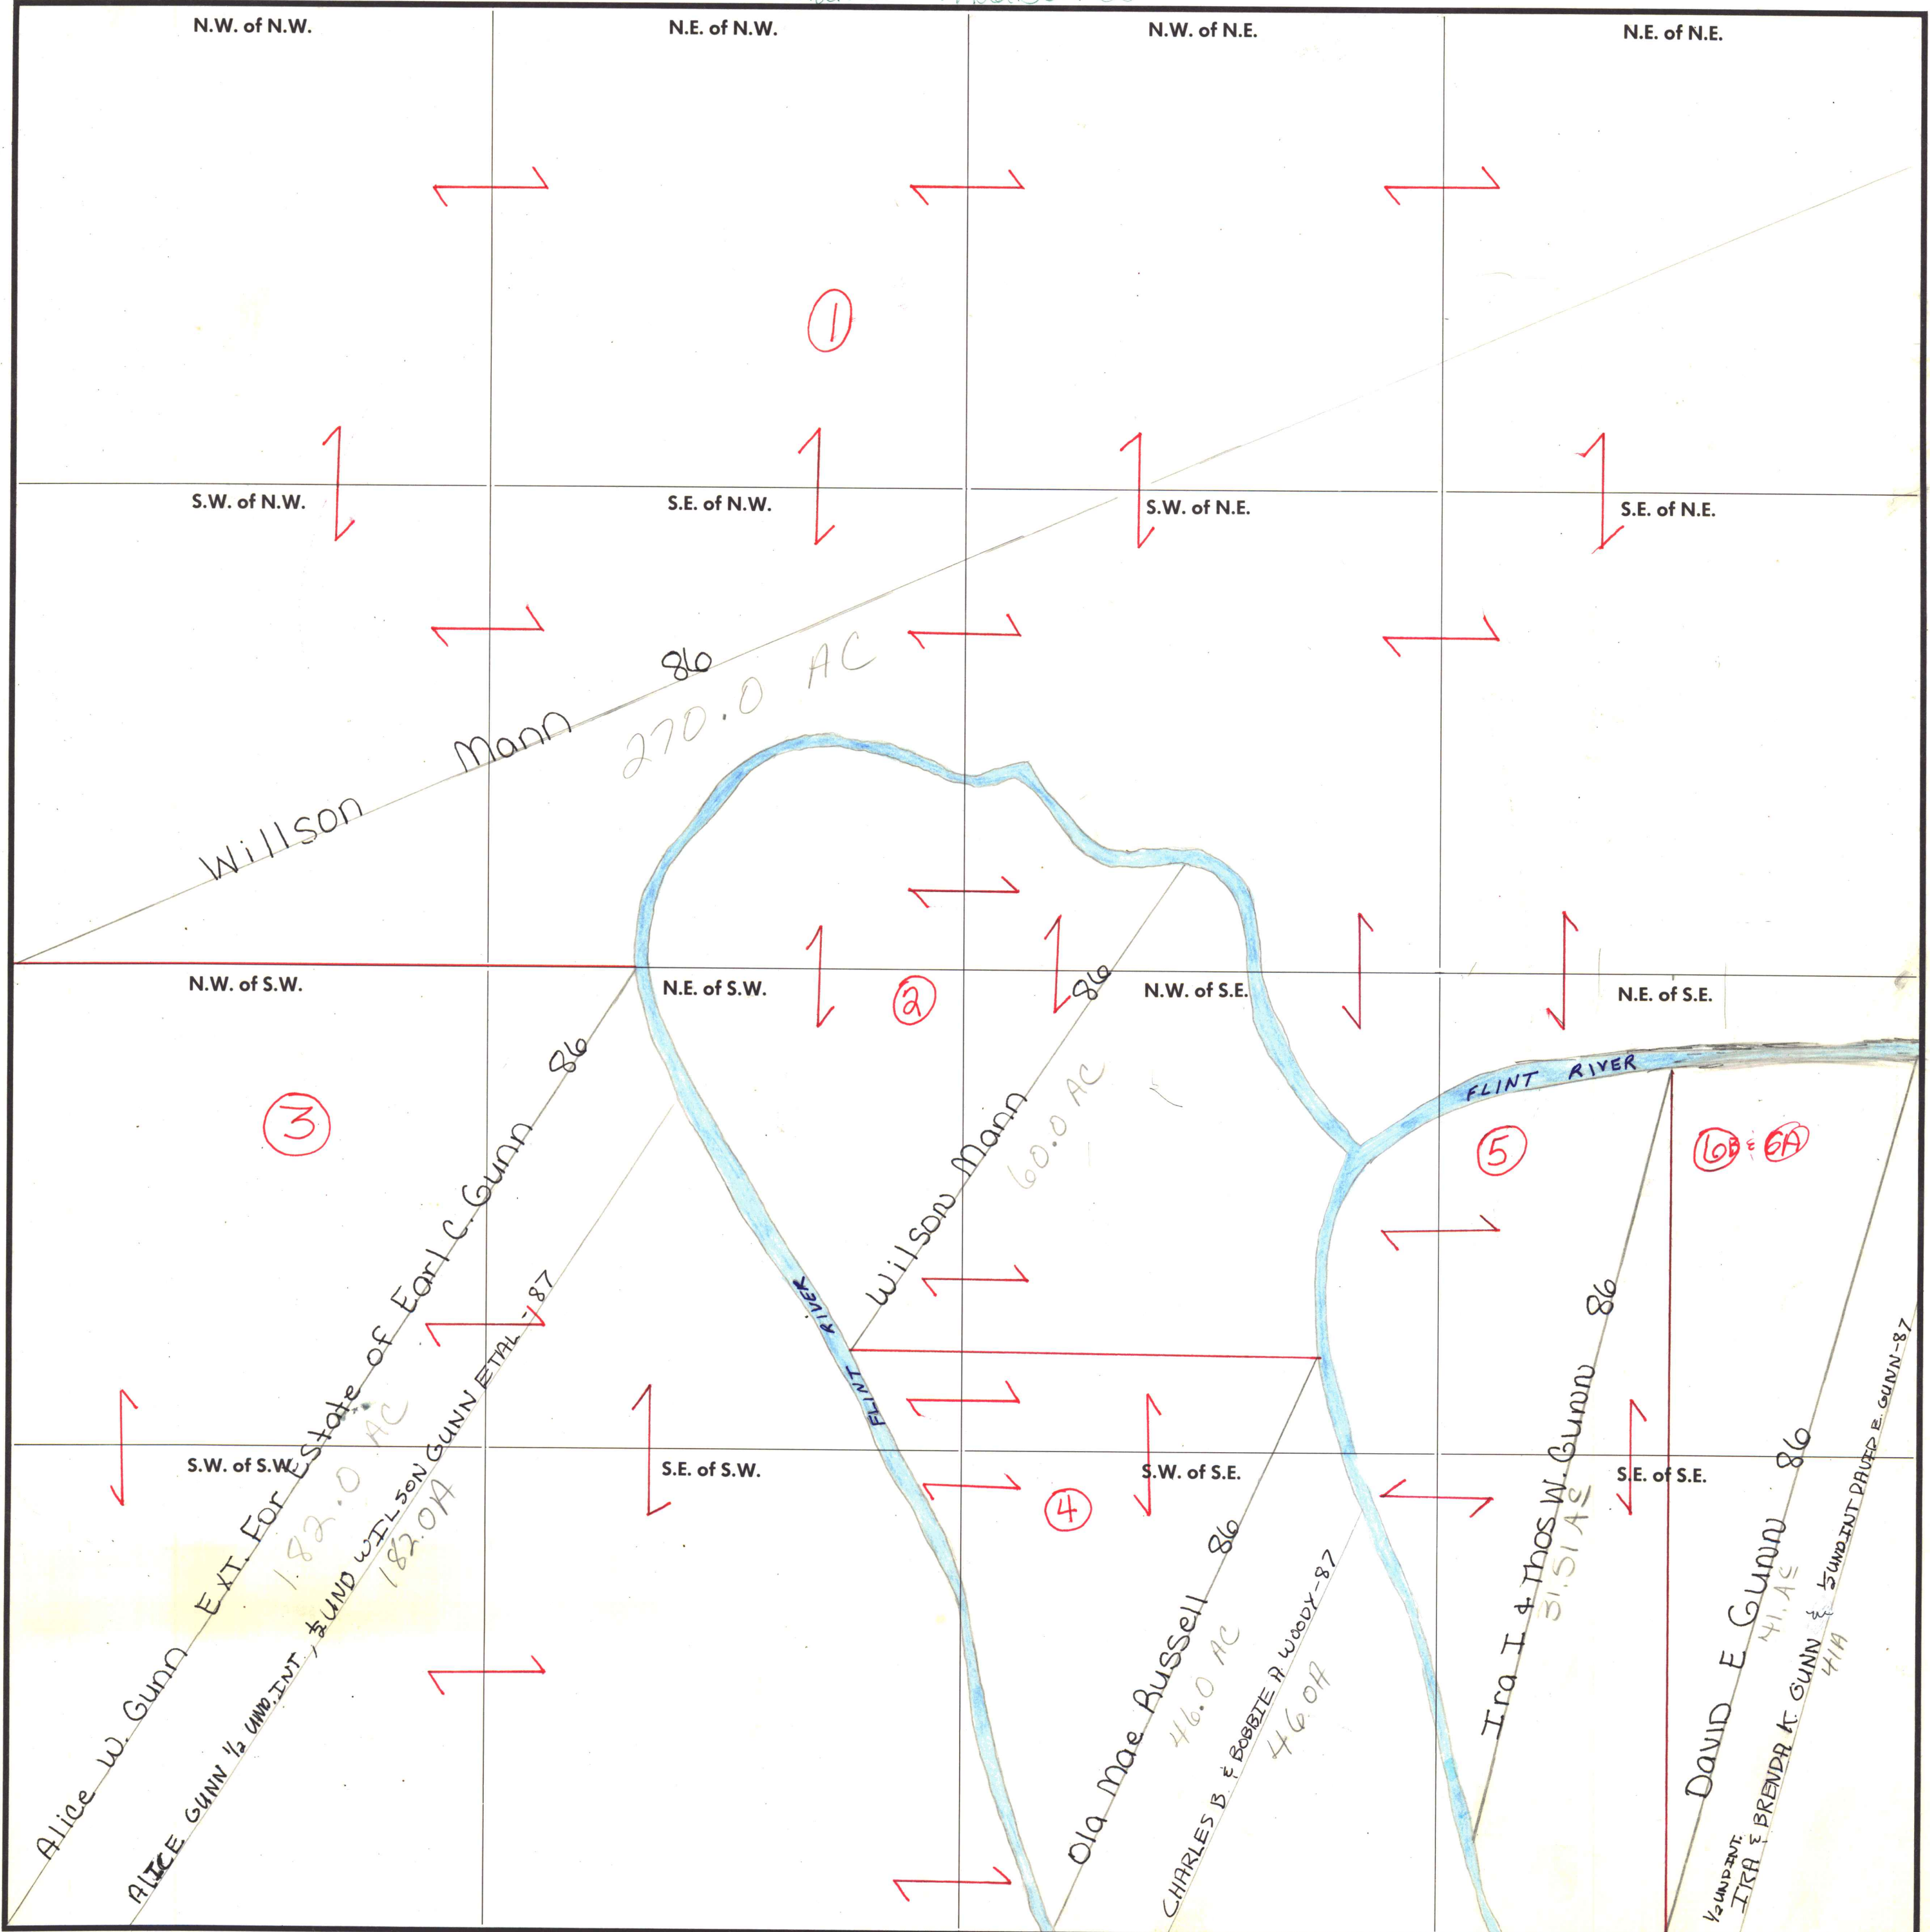 N.W. of N.W.
N.E. of N.W.
N.W. of N.E.
N.E. of N.E.
1
S.W. of N.W.
S.E. of N.W.
S.W. of N.E.
S.E. of N.E.
Willson Mann 86
270.0 AC
N.W. of S.W.
N.E. of S.W.
2
N.W. of S.E.
N.E. of S.E.
3
Wilson Mann 86
60.0 AC
FLINT RIVER
5
6B & 6A
FLINT RIVER
S.W. of S.W.
S.E. of S.W.
S.W. of S.E.
S.E. of S.E.
4
Alice W. Gunn EXT. For EState of Earl C. Gunn 86
182.0 AC
ALICE GUNN 1/2 UND. INT., 1/2 UND WILSON GUNN ETAL - 87
182.0A
Ola Mae Russell 86
46.0 AC
CHARLES B. & BOBBIE A. WOODY-87
46.0A
Ira I & Thos W. Gunn 86
31.51 AC
DAVID E Gunn 86
41. AC
1/2 UNDINT.
IRA & BRENDA K. GUNN & 1/2 UNDINT DAVID E. GUNN-87
41A